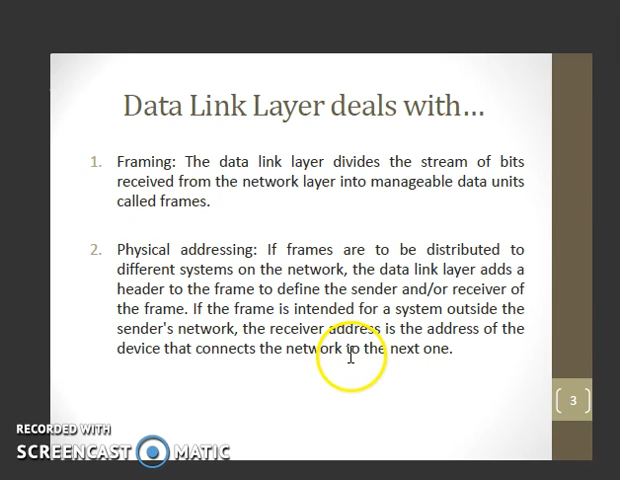 Data Link Layer deals with...
1. Framing: The data link layer divides the stream of bits
received from the network layer into manageable data units
called frames.
2. Physical addressing: If frames are to be distributed to
different systems on the network, the data link layer adds a
header to the frame to define the sender and/or receiver of
the frame. If the frame is intended for a system outside the
sender's network, the receiver address is the address of the
device that connects the network to the next one.
3
RECORDED WITH
SCREENCAST MATIC